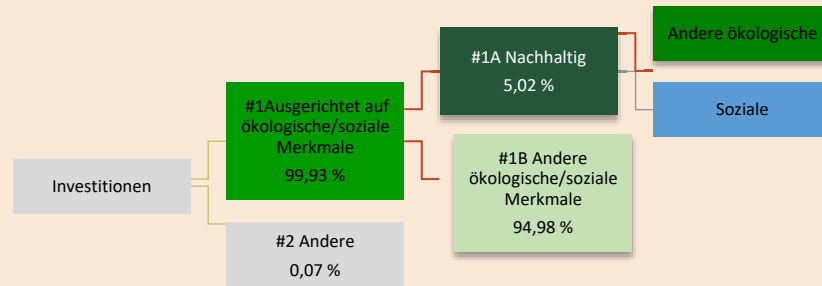 Investitionen
#1Ausgerichtet auf
ökologische/soziale
Merkmale
99,93 %
#2 Andere
0,07 %
#1A Nachhaltig
5,02 %
#1B Andere
ökologische/soziale
Merkmale
94,98 %
Andere ökologische
Soziale